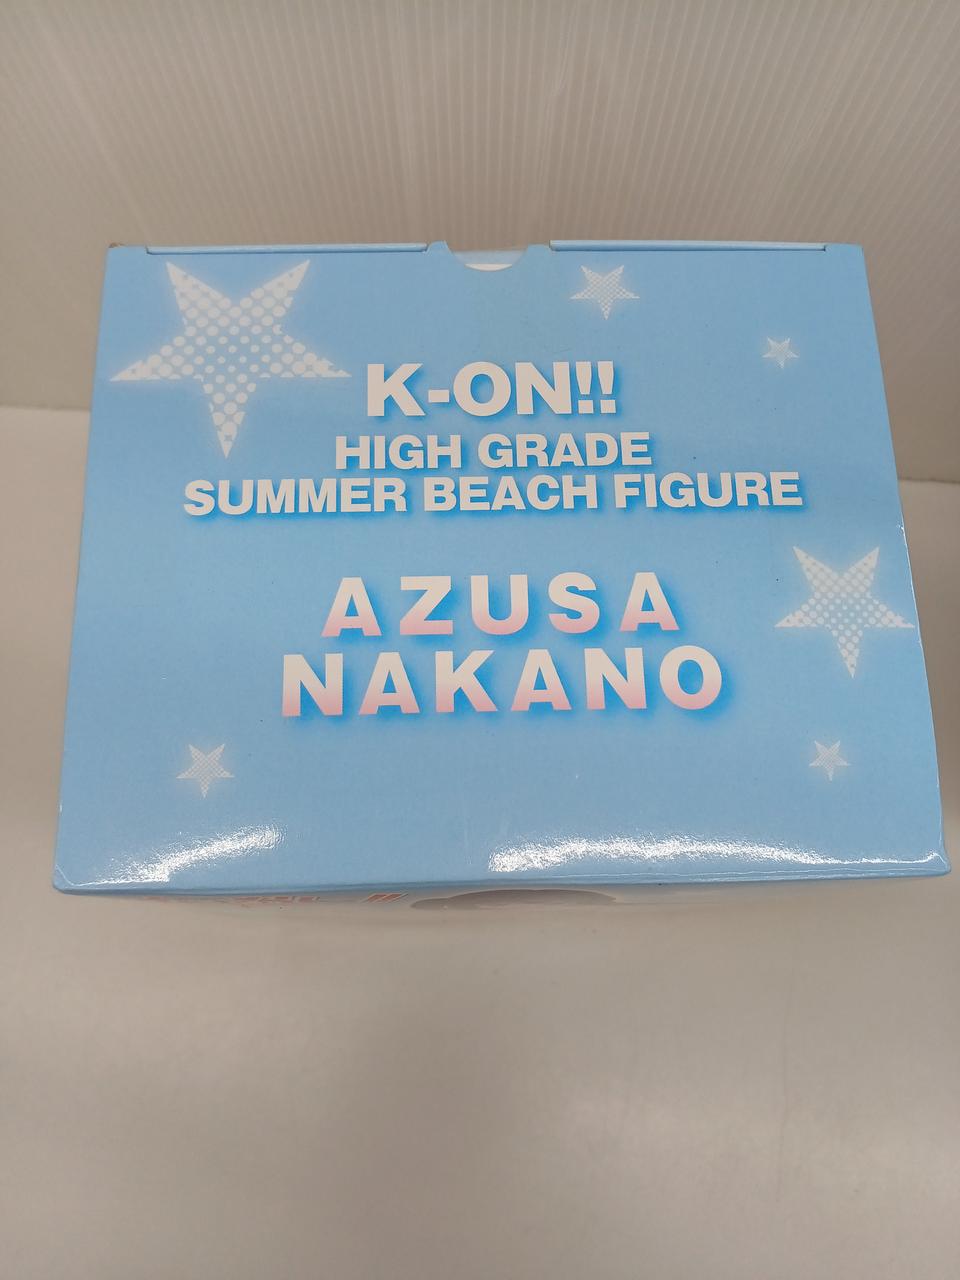 K-ON!!
HIGH GRADE
SUMMER BEACH FIGURE
AZUSA
NAKANO